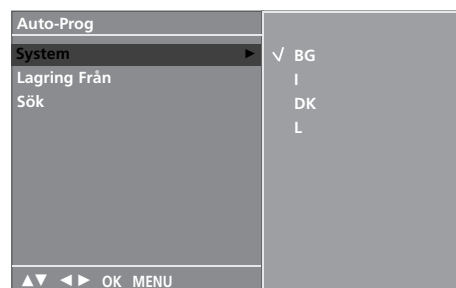 Auto-Prog
System ►
Lagring Från
Sök
√ BG
I
DK
L
▲▼ ◄► OK MENU